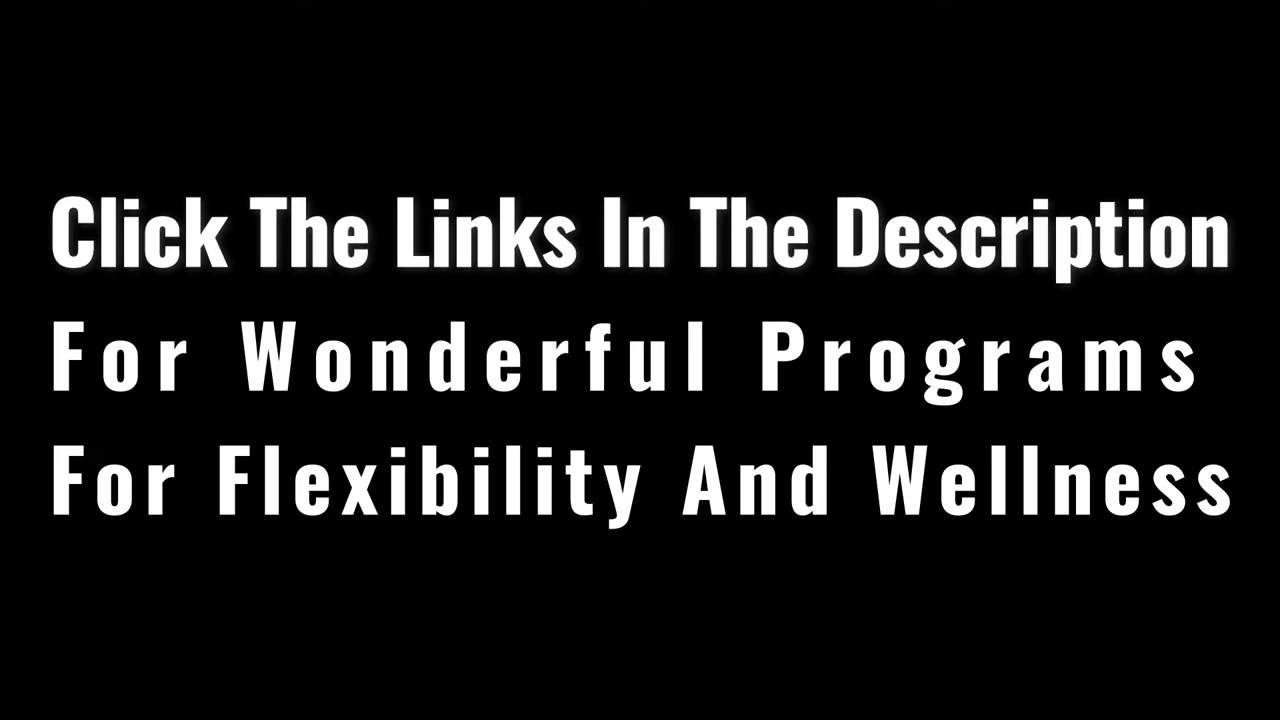 Click The Links In The Description
For Wonderful Programs
For Flexibility And Wellness